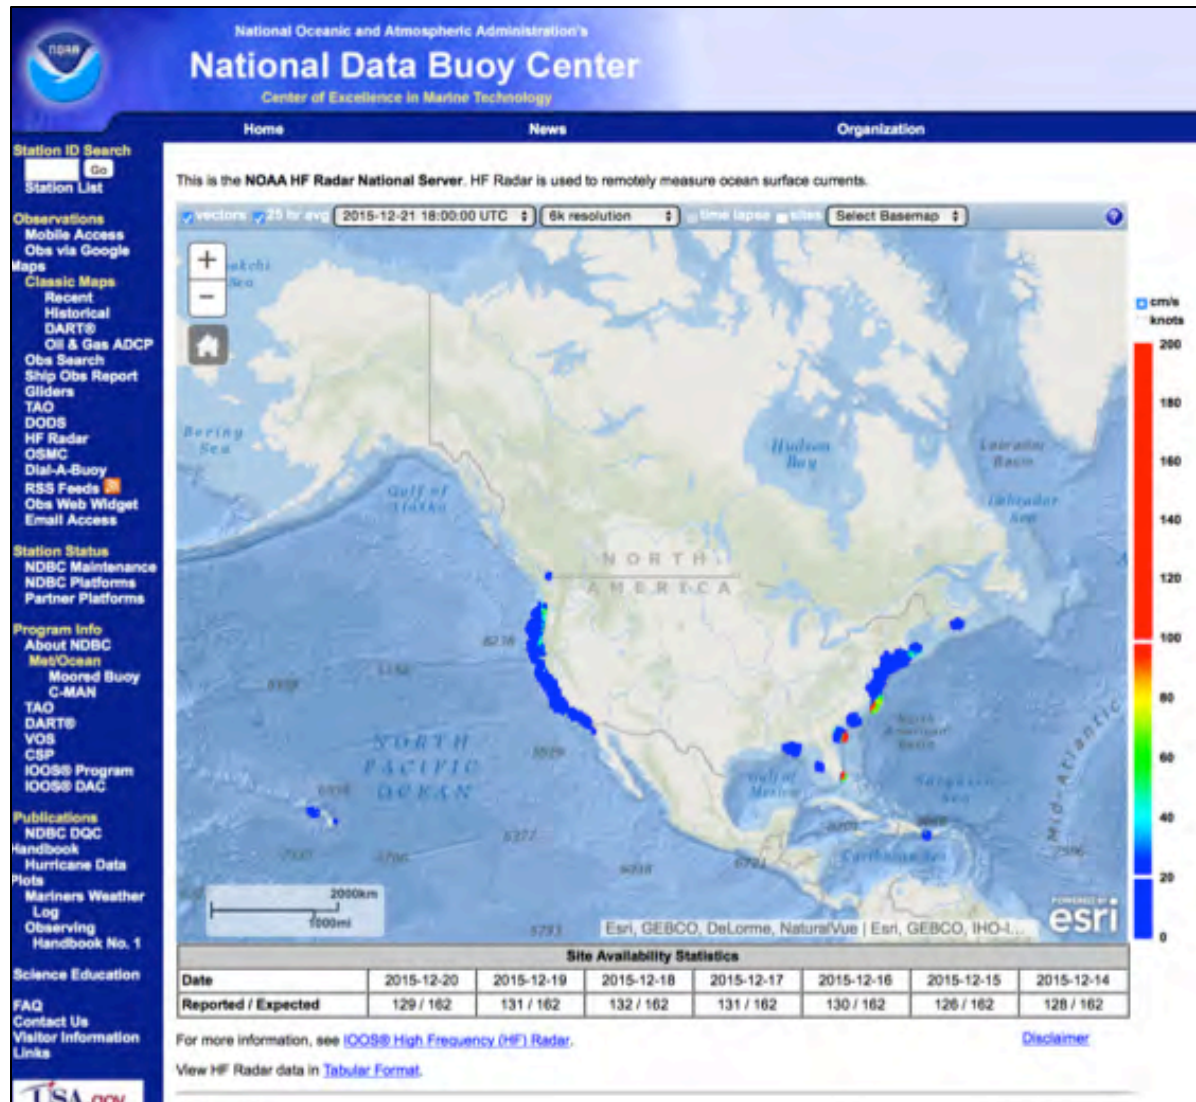 NOAA
National Oceanic and Atmospheric Administration's
National Data Buoy Center
Center of Excellence in Marine Technology
Home News Organization
Station ID Search
Go
Station List
Observations
Mobile Access
Obs via Google
Maps
Classic Maps
Recent
Historical
DART®
Oil & Gas ADCP
Obs Search
Ship Obs Report
Gliders
TAO
DODS
HF Radar
OSMC
Dial-A-Buoy
RSS Feeds
Obs Web Widget
Email Access
Station Status
NDBC Maintenance
NDBC Platforms
Partner Platforms
Program Info
About NDBC
Met/Ocean
Moored Buoy
C-MAN
TAO
DART®
VOS
CSP
IOOS® Program
IOOS® DAC
Publications
NDBC DQC
Handbook
Hurricane Data
Plots
Mariners Weather
Log
Observing
Handbook No. 1
Science Education
FAQ
Contact Us
Visitor Information
Links
USA.gov
This is the NOAA HF Radar National Server. HF Radar is used to remotely measure ocean surface currents.
vectors 25 hr avg 2015-12-21 18:00:00 UTC 6k resolution time lapse sites Select Basemap ?
+
−
Sea
Bering
Sea
Gulf of
Alaska
Hudson
Bay
Labrador
Basin
Labrador
Sea
NORTH
AMERICA
NORTH
PACIFIC
OCEAN
North
American
Basin
Gulf of
Mexico
Sargasso
Sea
Mid-Atlantic
Caribbean Sea
6377
2000km
1000mi
Esri, GEBCO, DeLorme, NaturalVue | Esri, GEBCO, IHO-I...
POWERED BY
esri
cm/s
knots
200
180
160
140
120
100
80
60
40
20
0
Site Availability Statistics
Date 2015-12-20 2015-12-19 2015-12-18 2015-12-17 2015-12-16 2015-12-15 2015-12-14
Reported / Expected 129 / 162 131 / 162 132 / 162 131 / 162 130 / 162 126 / 162 128 / 162
For more information, see IOOS® High Frequency (HF) Radar. Disclaimer
View HF Radar data in Tabular Format.